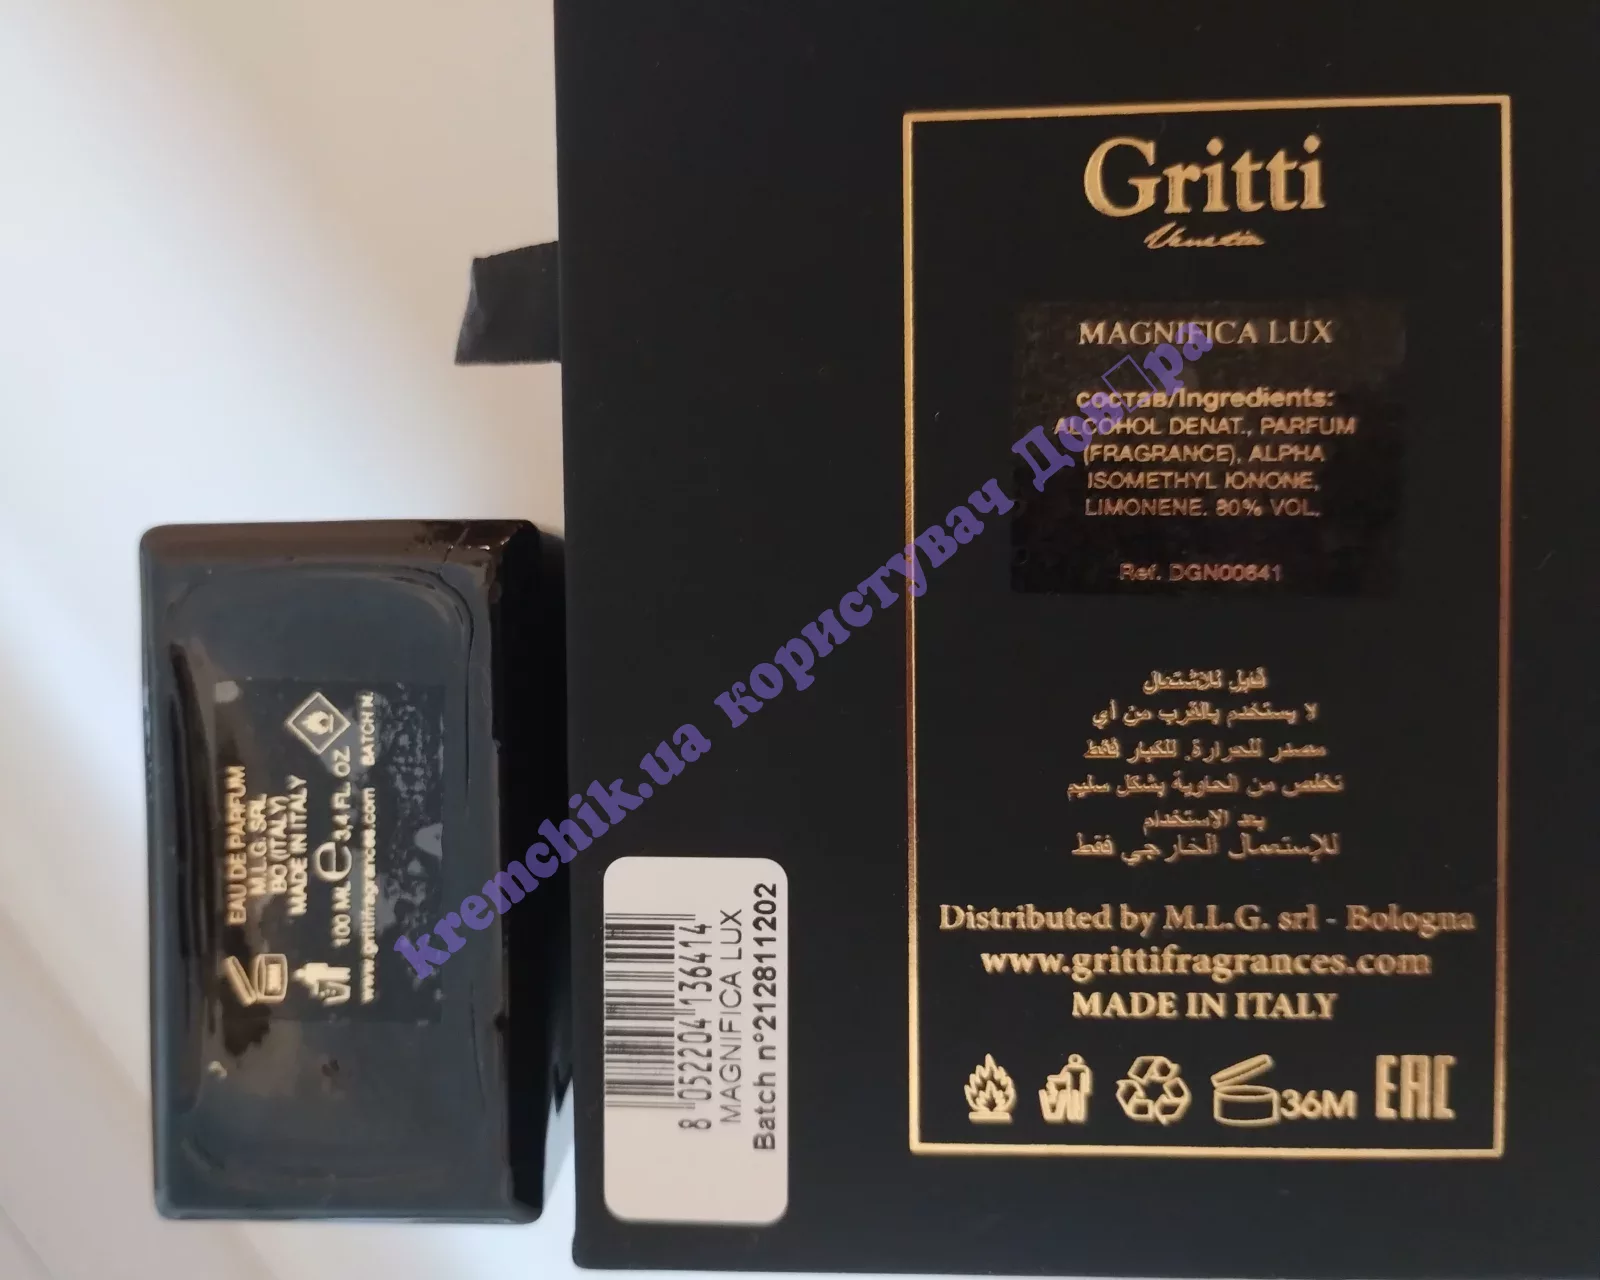 Gritti
Venetia
MAGNIFICA LUX
состав/Ingredients:
ALCOHOL DENAT., PARFUM
(FRAGRANCE), ALPHA
ISOMETHYL IONONE,
LIMONENE. 80% VOL.
Ref. DGN00641
قابل للاشتعال
لا يستخدم بالقرب من أي
مصدر للحرارة. للكبار فقط
تخلص من الحاوية بشكل سليم
بعد الاستخدام
للإستعمال الخارجي فقط
Distributed by M.L.G. srl - Bologna
www.grittifragrances.com
MADE IN ITALY
36M
EAC
8 052204 136414
MAGNIFICA LUX
Batch n°212811202
EAU DE PARFUM
M.L.G. SRL
BO (ITALY)
MADE IN ITALY
100 ML e 3,4 FL. OZ
www.grittifragrances.com BATCH N.
kremchik.ua користувач